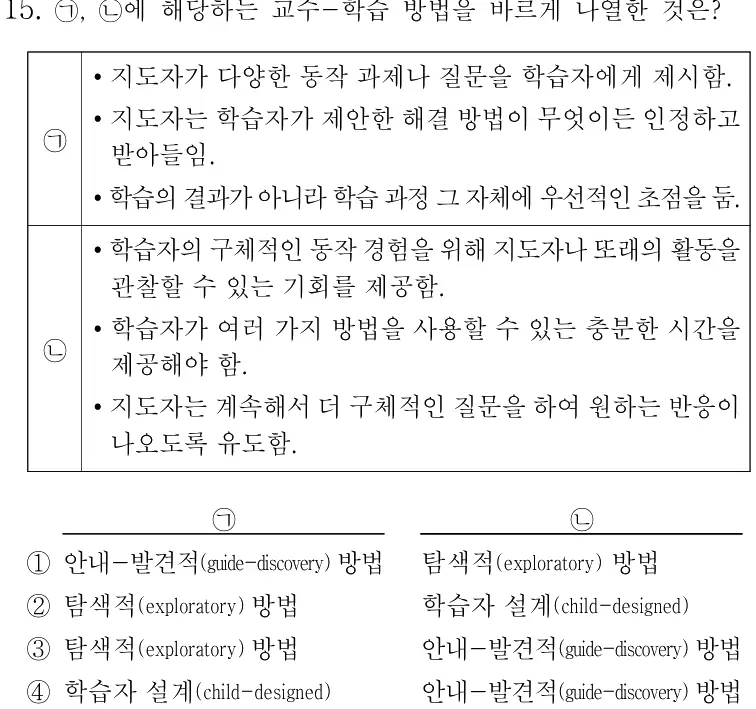 15. ㉠, ㉡에 해당하는 교수-학습 방법을 바르게 나열한 것은?
㉠
• 지도자가 다양한 동작 과제나 질문을 학습자에게 제시함.
• 지도자는 학습자가 제안한 해결 방법이 무엇이든 인정하고
받아들임.
• 학습의 결과가 아니라 학습 과정 그 자체에 우선적인 초점을 둠.
㉡
• 학습자의 구체적인 동작 경험을 위해 지도자나 또래의 활동을
관찰할 수 있는 기회를 제공함.
• 학습자가 여러 가지 방법을 사용할 수 있는 충분한 시간을
제공해야 함.
• 지도자는 계속해서 더 구체적인 질문을 하여 원하는 반응이
나오도록 유도함.
㉠ ㉡
① 안내-발견적(guide-discovery) 방법 탐색적(exploratory) 방법
② 탐색적(exploratory) 방법 학습자 설계(child-designed)
③ 탐색적(exploratory) 방법 안내-발견적(guide-discovery) 방법
④ 학습자 설계(child-designed) 안내-발견적(guide-discovery) 방법